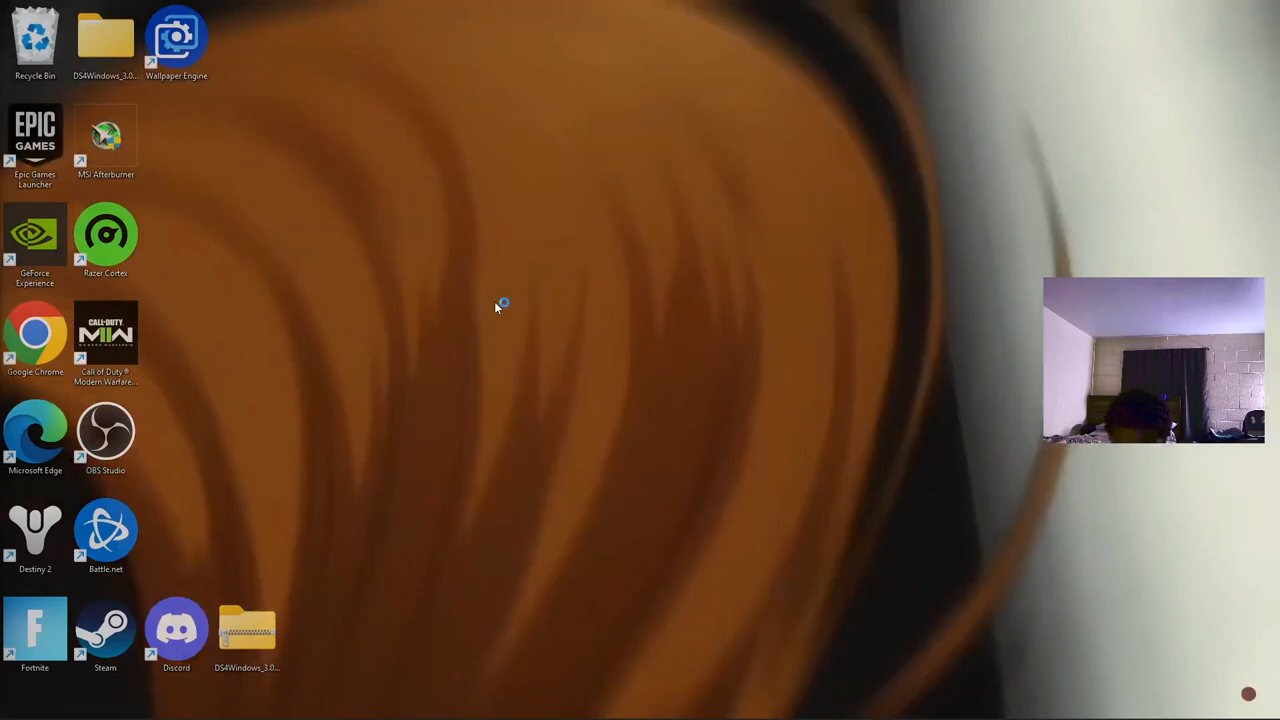 Recycle Bin
DS4Windows_3.0...
Wallpaper Engine
EPIC
GAMES
Epic Games
Launcher
MSI Afterburner
GeForce
Experience
Razer Cortex
Google Chrome
CALL OF DUTY
MW
MODERN WARFARE
Call of Duty®
Modern Warfare...
Microsoft Edge
OBS Studio
Destiny 2
Battle.net
F
Fortnite
Steam
Discord
DS4Windows_3.0...